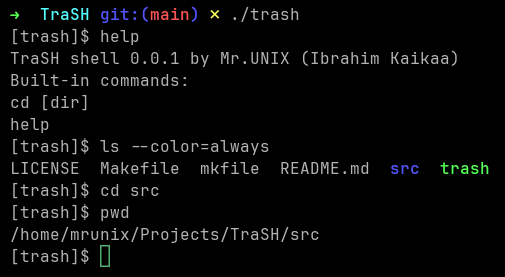 →  TraSH git:(main) × ./trash
[trash]$ help
TraSH shell 0.0.1 by Mr.UNIX (Ibrahim Kaikaa)
Built-in commands:
cd [dir]
help
[trash]$ ls --color=always
LICENSE  Makefile  mkfile  README.md  src  trash
[trash]$ cd src
[trash]$ pwd
/home/mrunix/Projects/TraSH/src
[trash]$